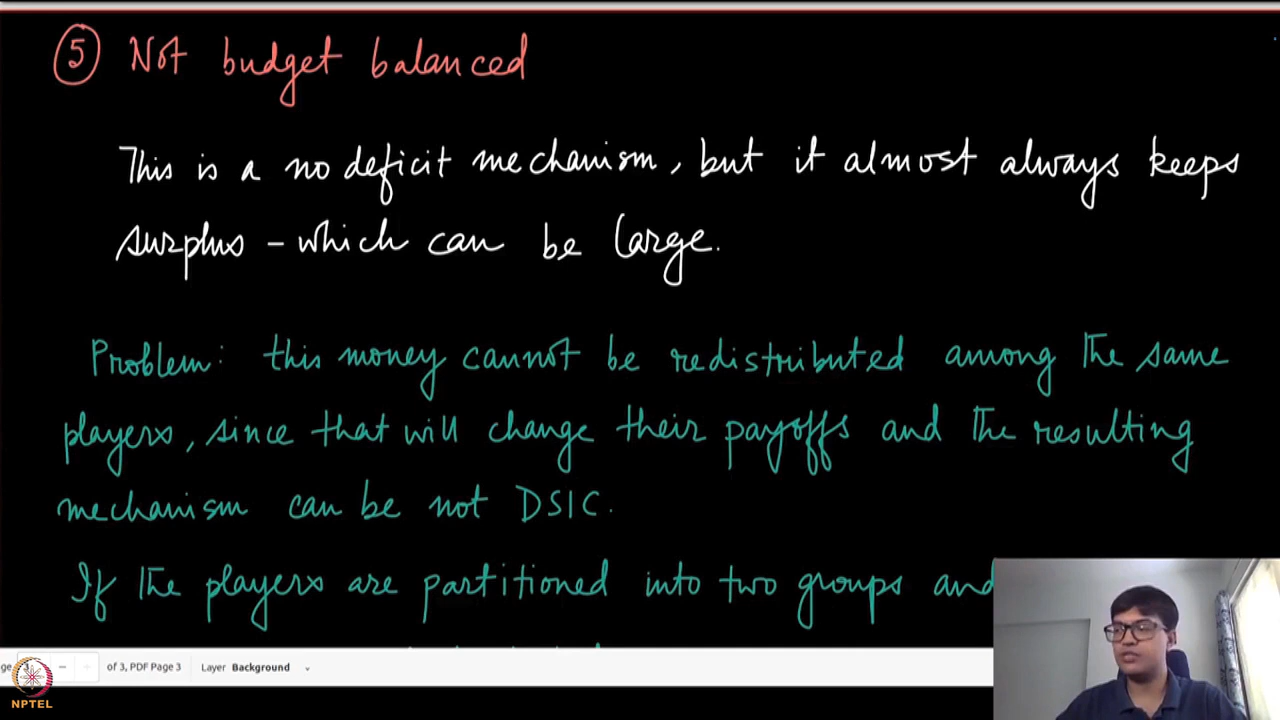 ⑤ Not budget balanced
This is a no deficit mechanism, but it almost always keeps
surplus - which can be large.
Problem: this money cannot be redistributed among the same
players, since that will change their payoffs and the resulting
mechanism can be not DSIC.
If the players are partitioned into two groups and
ge 3 of 3, PDF Page 3 Layer Background
NPTEL